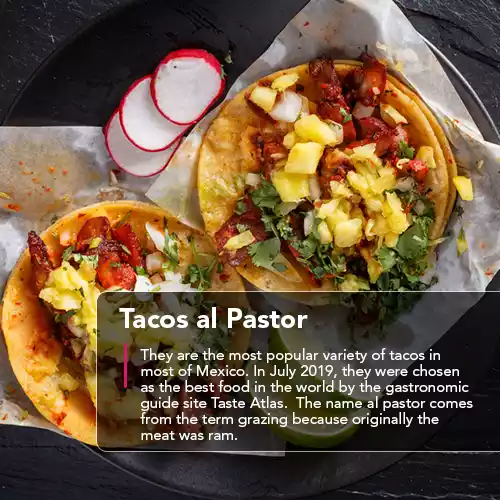 Tacos al Pastor
They are the most popular variety of tacos in
most of Mexico. In July 2019, they were chosen
as the best food in the world by the gastronomic
guide site Taste Atlas.  The name al pastor comes
from the term grazing because originally the
meat was ram.